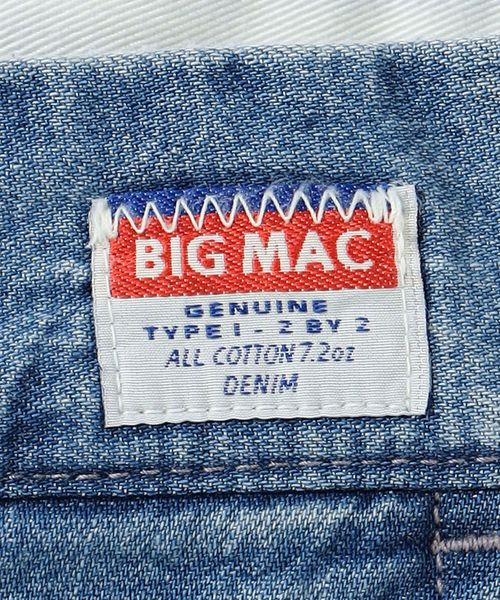 BIG MAC
GENUINE
TYPE I - 2 BY 2
ALL COTTON 7.2oz
DENIM